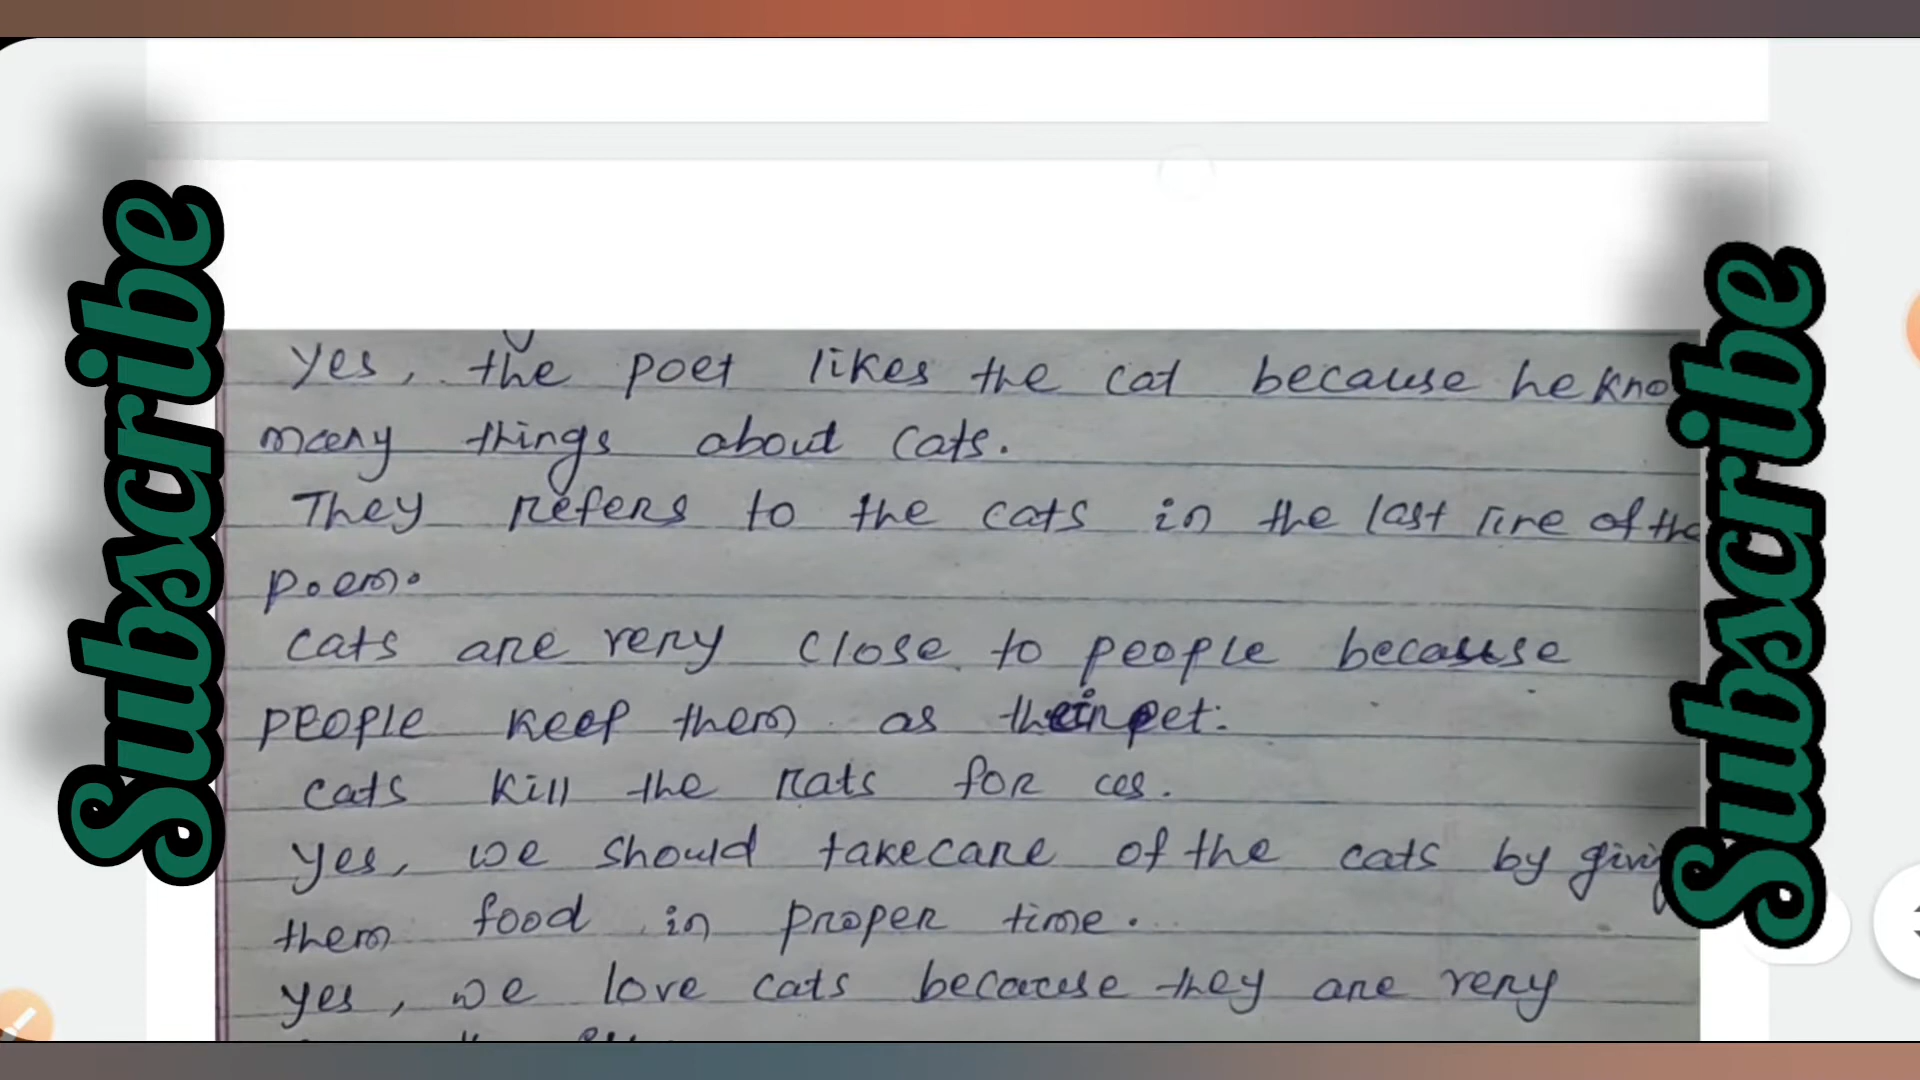 Subscribe
Subscribe
Yes, the poet likes the cat because he kno
many things about cats.
They refers to the cats in the last line of the
poem.
Cats are very close to people because
people keep them as their pet.
Cats kill the rats for us.
Yes, we should takecare of the cats by givi
them food in proper time.
Yes, we love cats because they are very